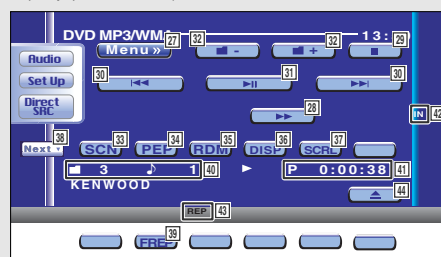 DVD MP3/WMA 13:
Menu» 27 32 - 32 + 29
Audio
Set Up
Direct
SRC
30 31 30
28
IN 42
38 33 34 35 36 37
Next SCN PEP RDM DISP SCRL
3 1 40 P 0:00:38 41
KENWOOD
44
REP 43
39
FREP